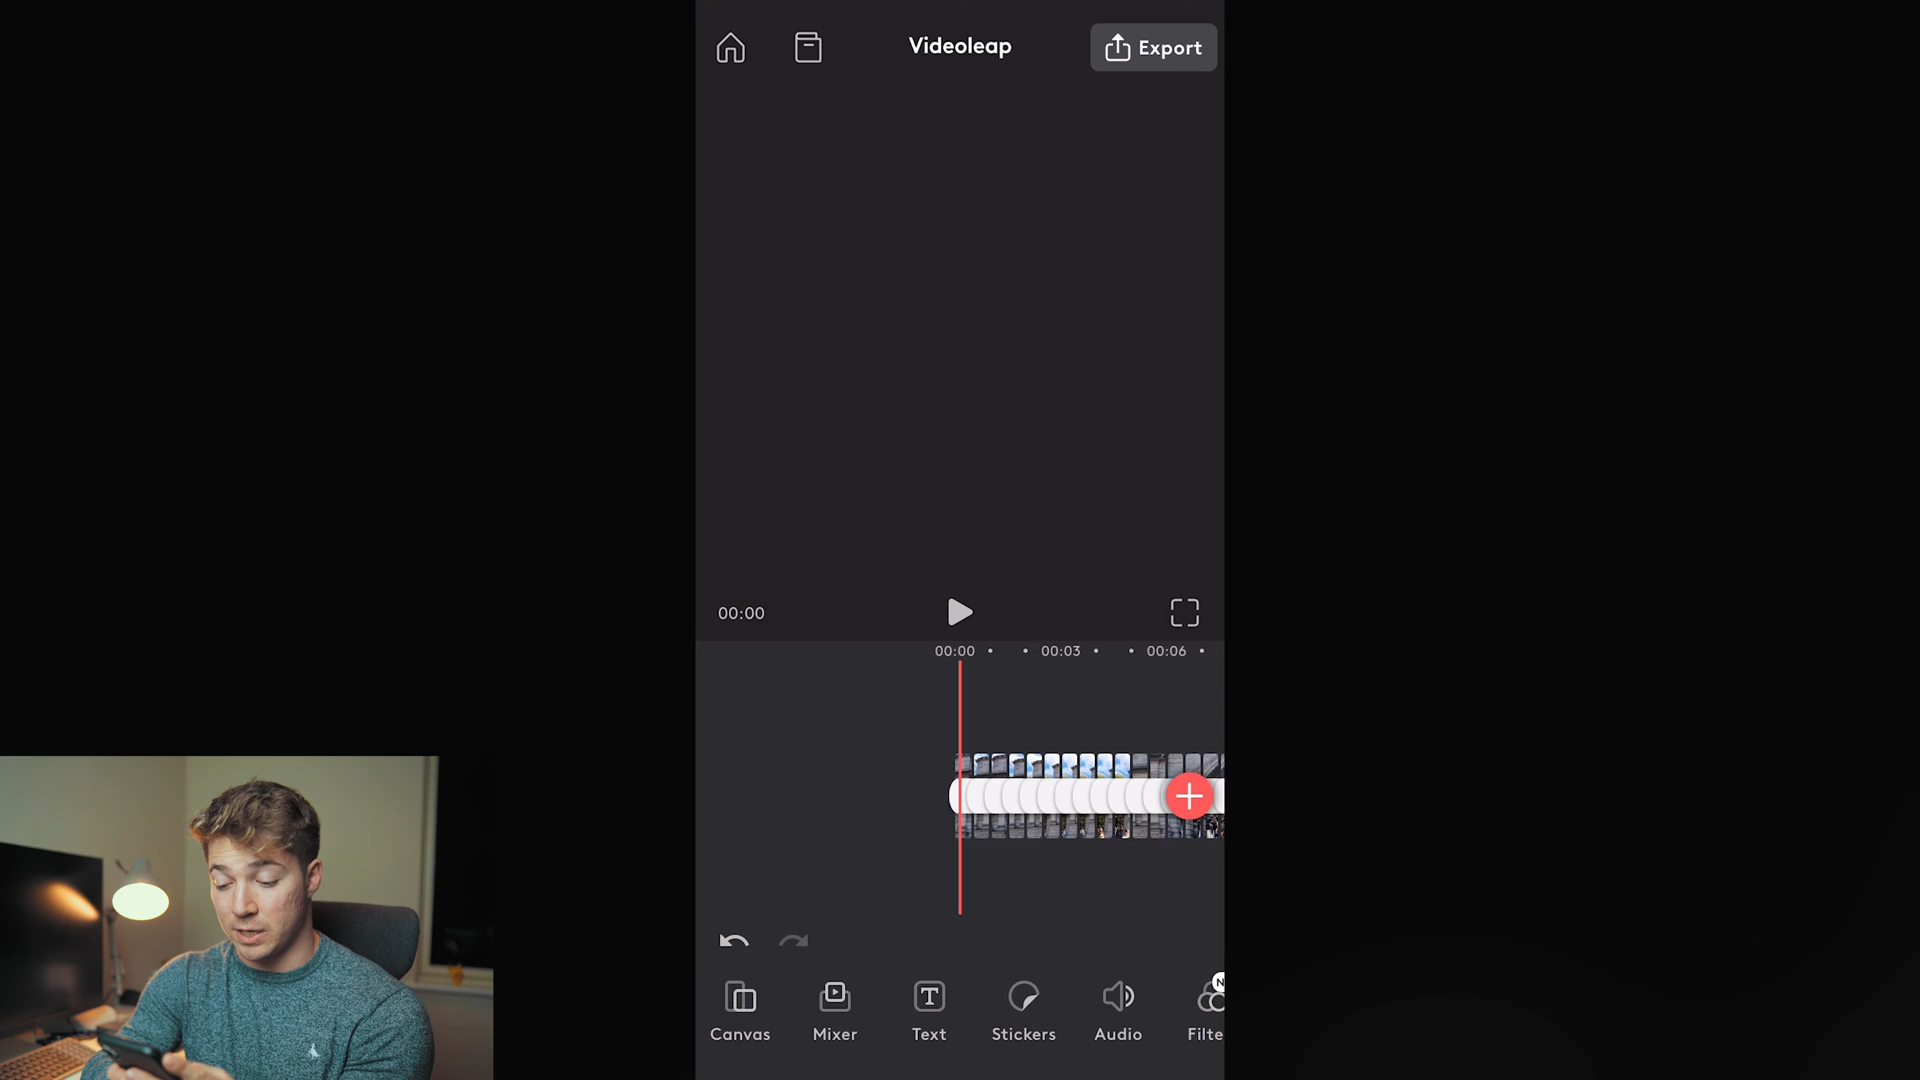 Videoleap
Export
00:00
00:00
00:03
00:06
N
Canvas
Mixer
Text
Stickers
Audio
Filte